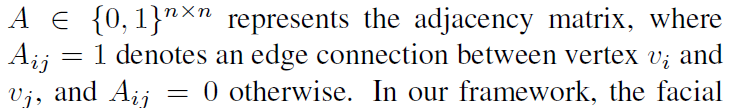 A ∈ {0, 1}^{n×n} represents the adjacency matrix, where
A_{ij} = 1 denotes an edge connection between vertex v_i and
v_j, and A_{ij} = 0 otherwise. In our framework, the facial